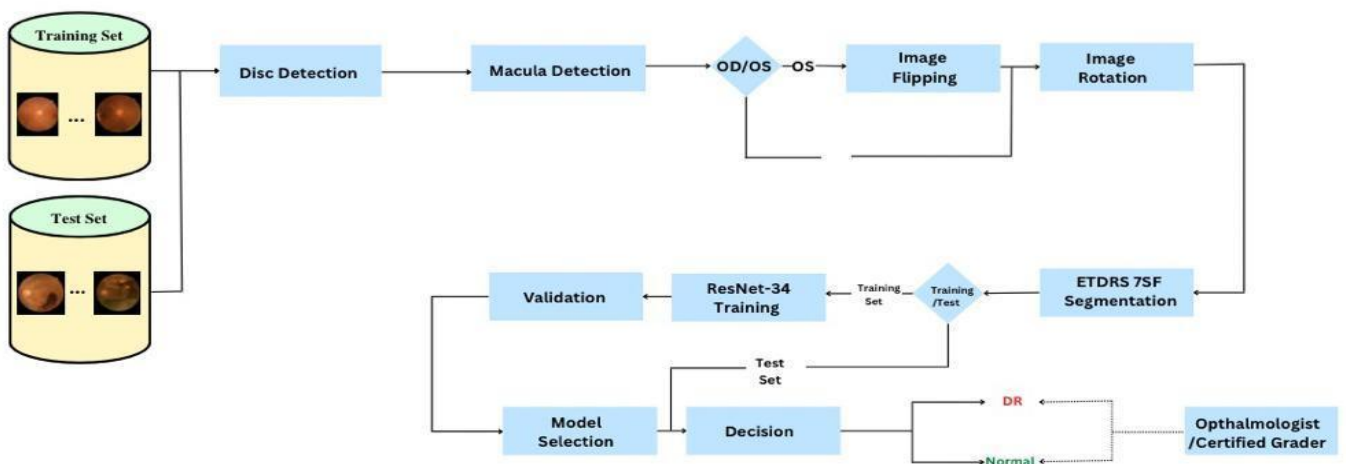 Training Set
...
Disc Detection
Macula Detection
OD/OS
OS
Image
Flipping
Image
Rotation
Test Set
...
ETDRS 7SF
Segmentation
Training
/Test
Training
Set
ResNet-34
Training
Validation
Test
Set
Model
Selection
Decision
DR
Normal
Opthalmologist
/Certified Grader